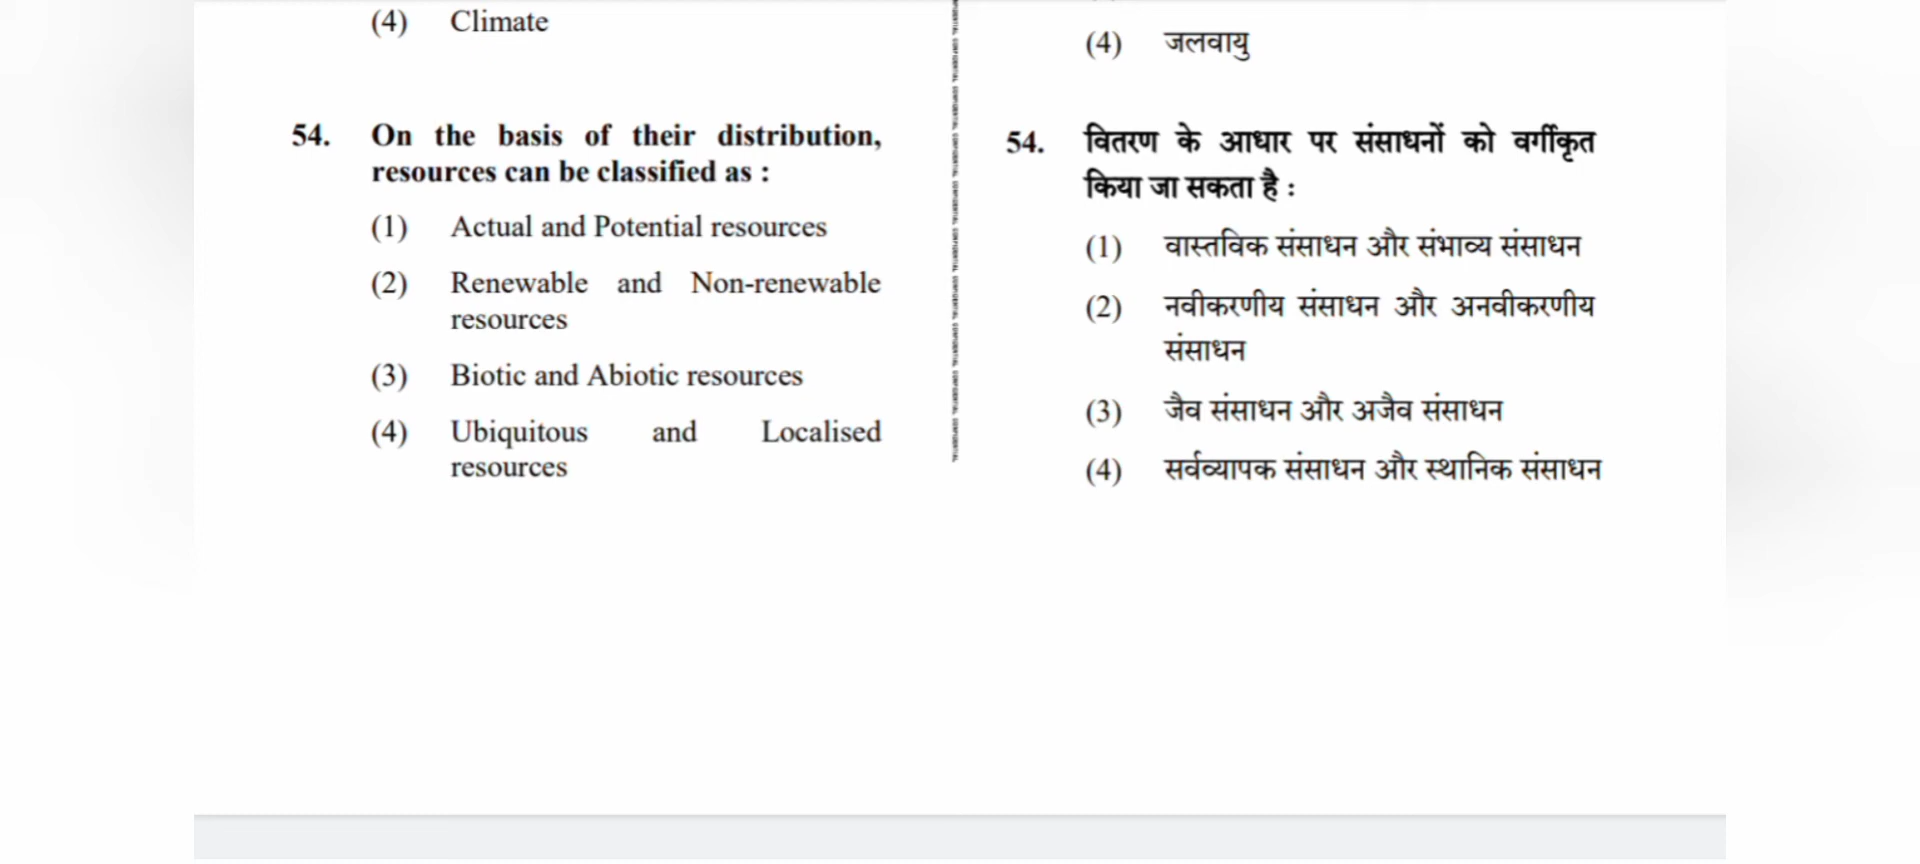 (4) Climate
54. On the basis of their distribution,
resources can be classified as :
(1) Actual and Potential resources
(2) Renewable and Non-renewable
resources
(3) Biotic and Abiotic resources
(4) Ubiquitous and Localised
resources
(4) जलवायु
54. वितरण के आधार पर संसाधनों को वर्गीकृत
किया जा सकता है :
(1) वास्तविक संसाधन और संभाव्य संसाधन
(2) नवीकरणीय संसाधन और अनवीकरणीय
संसाधन
(3) जैव संसाधन और अजैव संसाधन
(4) सर्वव्यापक संसाधन और स्थानिक संसाधन